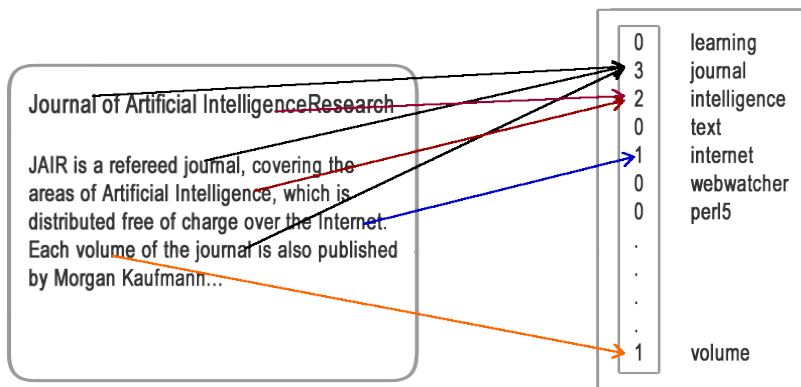 Journal of Artificial IntelligenceResearch
JAIR is a refereed journal, covering the
areas of Artificial Intelligence, which is
distributed free of charge over the Internet.
Each volume of the journal is also published
by Morgan Kaufmann...
0 learning
3 journal
2 intelligence
0 text
1 internet
0 webwatcher
0 perl5
.
.
.
.
1 volume